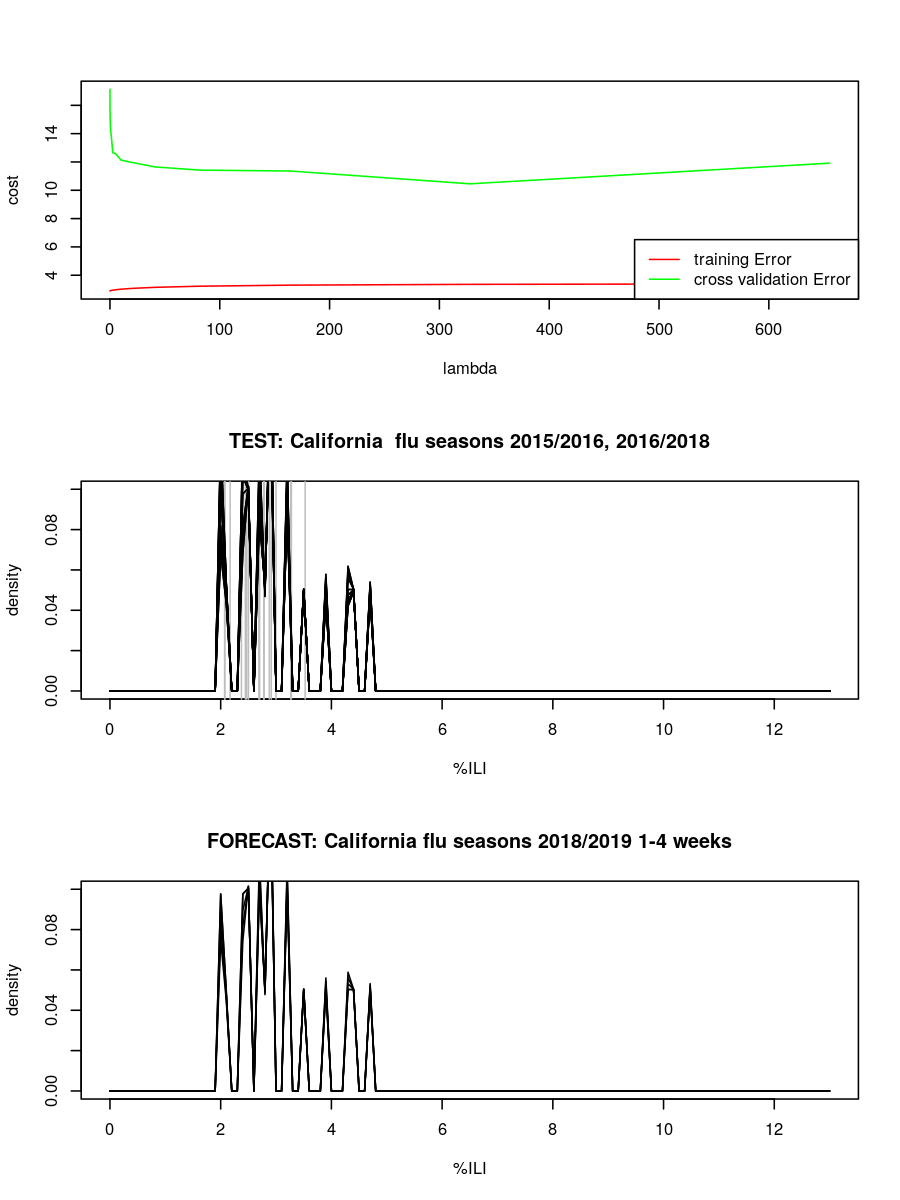 cost
14
10
8
6
4
training Error
cross validation Error
0 100 200 300 400 500 600
lambda
TEST: California  flu seasons 2015/2016, 2016/2018
density
0.08
0.04
0.00
0 2 4 6 8 10 12
%ILI
FORECAST: California flu seasons 2018/2019 1-4 weeks
density
0.08
0.04
0.00
0 2 4 6 8 10 12
%ILI